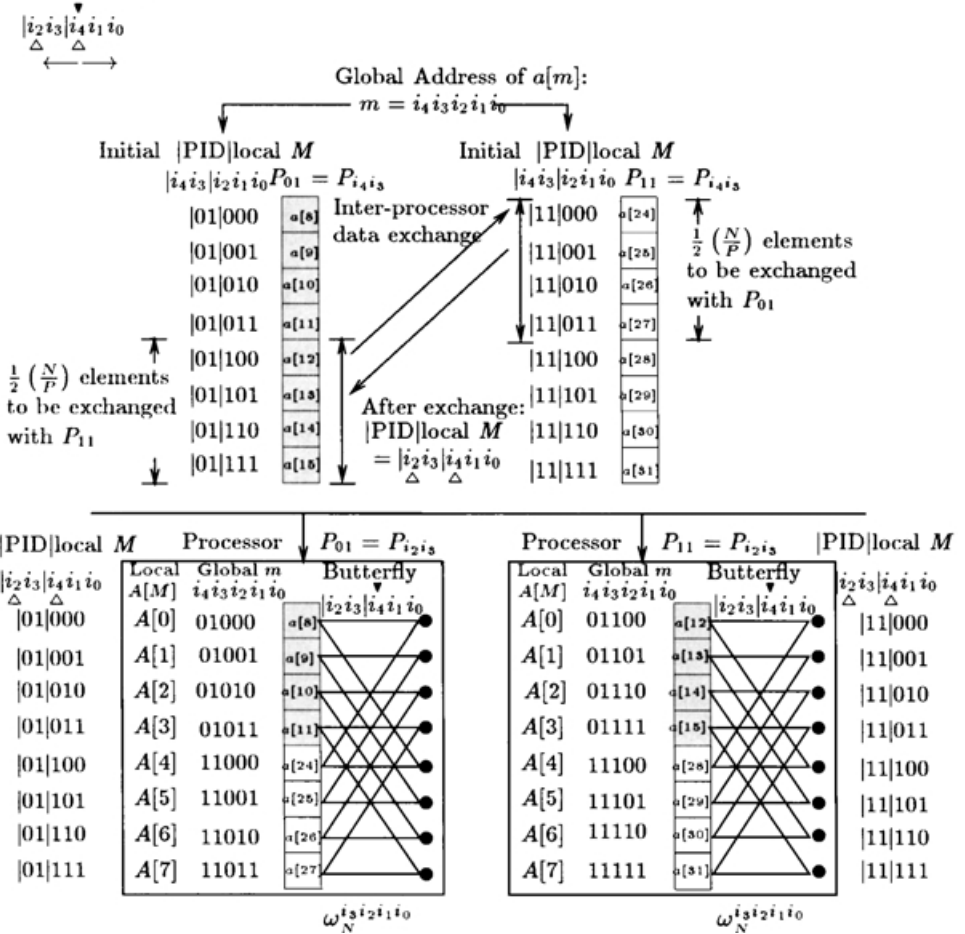 |i₂i₃|i₄i₁i₀
Global Address of a[m]:
m = i₄i₃i₂i₁i₀
Initial |PID|local M
|i₄i₃|i₂i₁i₀ P₀₁ = P_{i₄i₃}
|01|000 a[8]
|01|001 a[9]
|01|010 a[10]
|01|011 a[11]
|01|100 a[12]
|01|101 a[13]
|01|110 a[14]
|01|111 a[15]
½ (N/P) elements
to be exchanged
with P₁₁
Inter-processor
data exchange
After exchange:
|PID|local M
= |i₂i₃|i₄i₁i₀
Initial |PID|local M
|i₄i₃|i₂i₁i₀ P₁₁ = P_{i₄i₃}
|11|000 a[24]
|11|001 a[25]
|11|010 a[26]
|11|011 a[27]
|11|100 a[28]
|11|101 a[29]
|11|110 a[30]
|11|111 a[31]
½ (N/P) elements
to be exchanged
with P₀₁
|PID|local M
|i₂i₃|i₄i₁i₀
|01|000
|01|001
|01|010
|01|011
|01|100
|01|101
|01|110
|01|111
Processor P₀₁ = P_{i₂i₃}
Local Global m Butterfly
A[M] i₄i₃i₂i₁i₀ |i₂i₃|i₄i₁i₀
A[0] 01000 a[8]
A[1] 01001 a[9]
A[2] 01010 a[10]
A[3] 01011 a[11]
A[4] 11000 a[24]
A[5] 11001 a[25]
A[6] 11010 a[26]
A[7] 11011 a[27]
ω_N^{i₃i₂i₁i₀}
Processor P₁₁ = P_{i₂i₃}
Local Global m Butterfly
A[M] i₄i₃i₂i₁i₀ |i₂i₃|i₄i₁i₀
A[0] 01100 a[12]
A[1] 01101 a[13]
A[2] 01110 a[14]
A[3] 01111 a[15]
A[4] 11100 a[28]
A[5] 11101 a[29]
A[6] 11110 a[30]
A[7] 11111 a[31]
ω_N^{i₃i₂i₁i₀}
|PID|local M
|i₂i₃|i₄i₁i₀
|11|000
|11|001
|11|010
|11|011
|11|100
|11|101
|11|110
|11|111